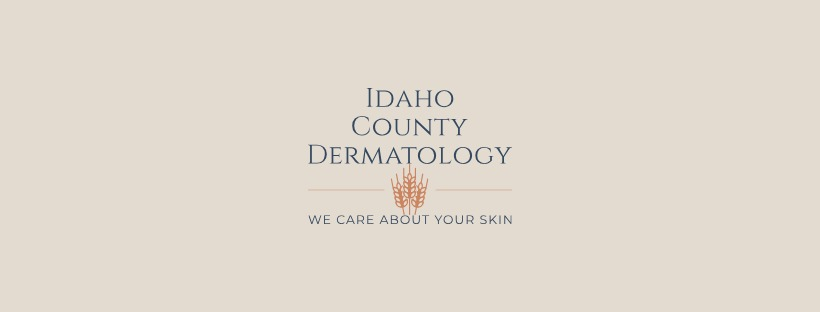 Idaho
County
Dermatology
WE CARE ABOUT YOUR SKIN